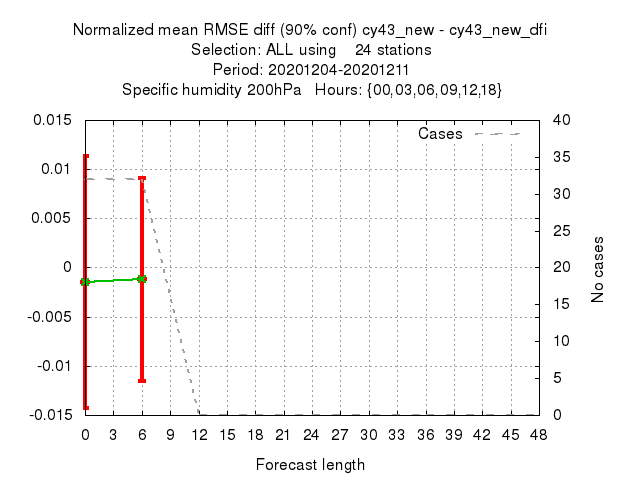 Normalized mean RMSE diff (90% conf) cy43_new - cy43_new_dfi
Selection: ALL using 24 stations
Period: 20201204-20201211
Specific humidity 200hPa Hours: {00,03,06,09,12,18}
0.015 40
Cases
35
0.01
30
0.005
25
0 20
No cases
15
-0.005
10
-0.01
5
-0.015 0
0 3 6 9 12 15 18 21 24 27 30 33 36 39 42 45 48
Forecast length